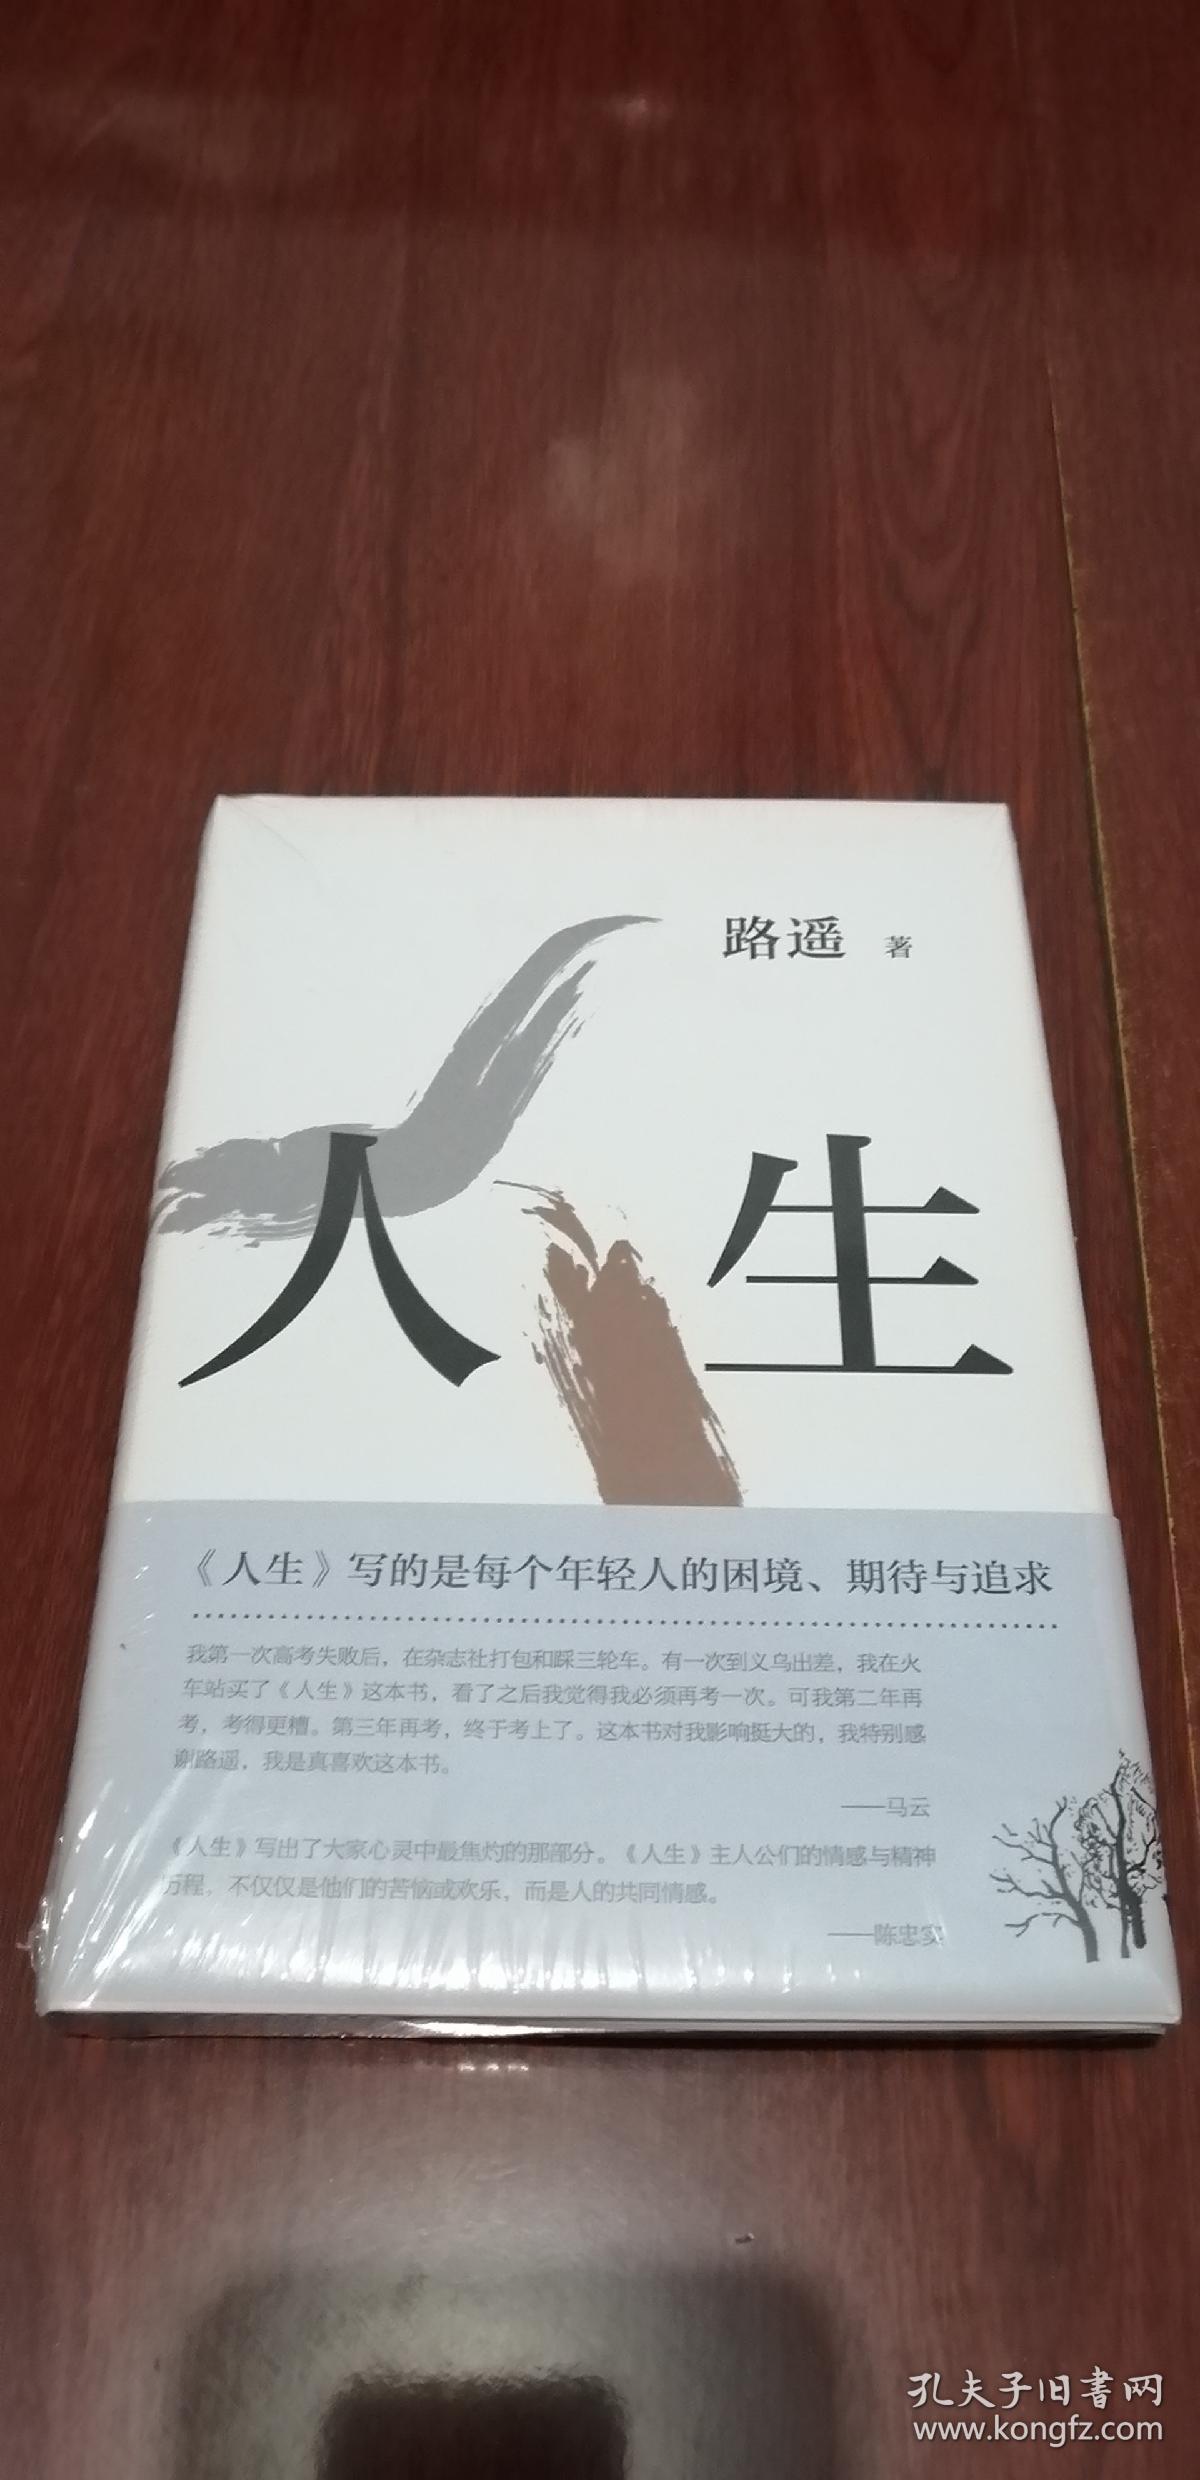 路遥 著
人生
《人生》写的是每个年轻人的困境、期待与追求
我第一次高考失败后，在杂志社打包和踩三轮车。有一次到义乌出差，我在火
车站买了《人生》这本书，看了之后我觉得我必须再考一次。可我第二年再
考，考得更糟。第三年再考，终于考上了。这本书对我影响挺大的，我特别感
谢路遥，我是真喜欢这本书。
——马云
《人生》写出了大家心灵中最焦灼的那部分。《人生》主人公们的情感与精神
历程，不仅仅是他们的苦恼或欢乐，而是人的共同情感。
——陈忠实
孔夫子旧書网
www.kongfz.com